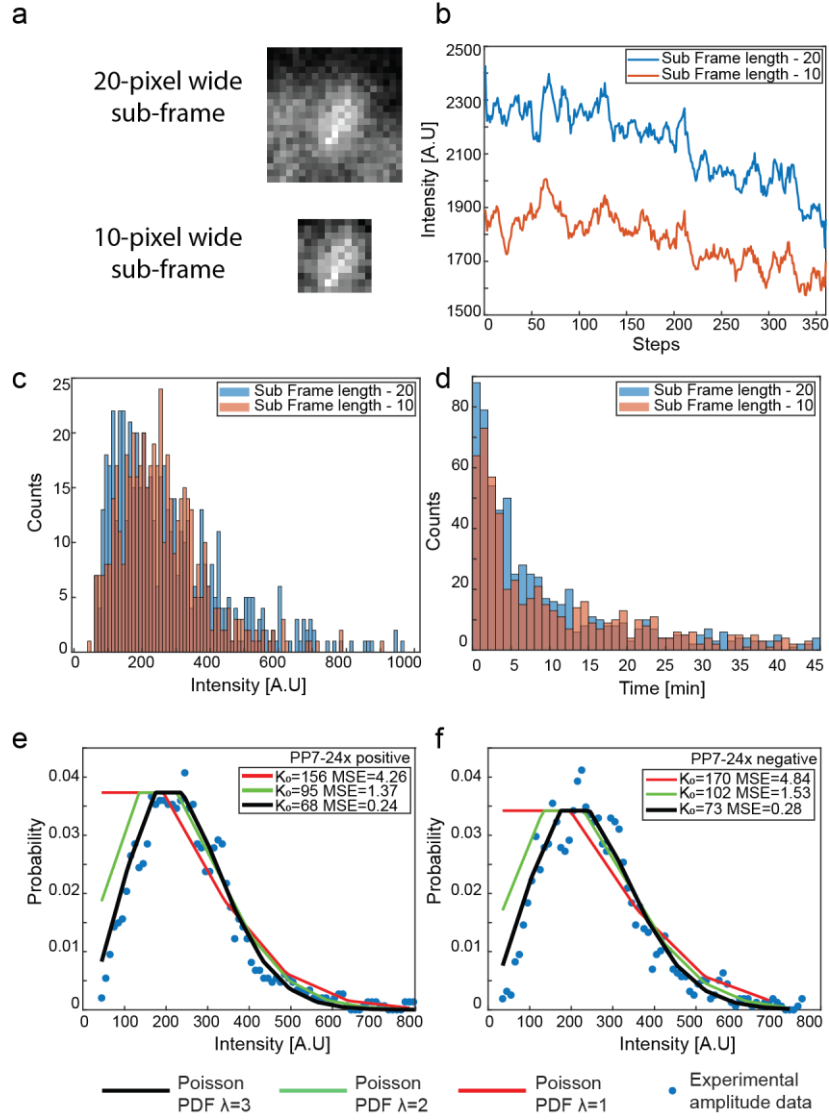 a
20-pixel wide
sub-frame
10-pixel wide
sub-frame
b
Sub Frame length - 20
Sub Frame length - 10
2500
2300
2100
1900
1700
1500
Intensity [A.U]
0 50 100 150 200 250 300 350
Steps
c
Sub Frame length - 20
Sub Frame length - 10
25
20
15
10
5
0
Counts
200 400 600 800 1000
Intensity [A.U]
d
Sub Frame length - 20
Sub Frame length - 10
80
60
40
20
0
Counts
0 5 10 15 20 25 30 35 40 45
Time [min]
e
PP7-24x positive
K₀=156 MSE=4.26
K₀=95 MSE=1.37
K₀=68 MSE=0.24
0.04
0.03
0.02
0.01
0
Probability
0 100 200 300 400 500 600 700 800
Intensity [A.U]
f
PP7-24x negative
K₀=170 MSE=4.84
K₀=102 MSE=1.53
K₀=73 MSE=0.28
0.04
0.03
0.02
0.01
0
Probability
0 100 200 300 400 500 600 700 800
Intensity [A.U]
Poisson
PDF λ=3
Poisson
PDF λ=2
Poisson
PDF λ=1
Experimental
amplitude data